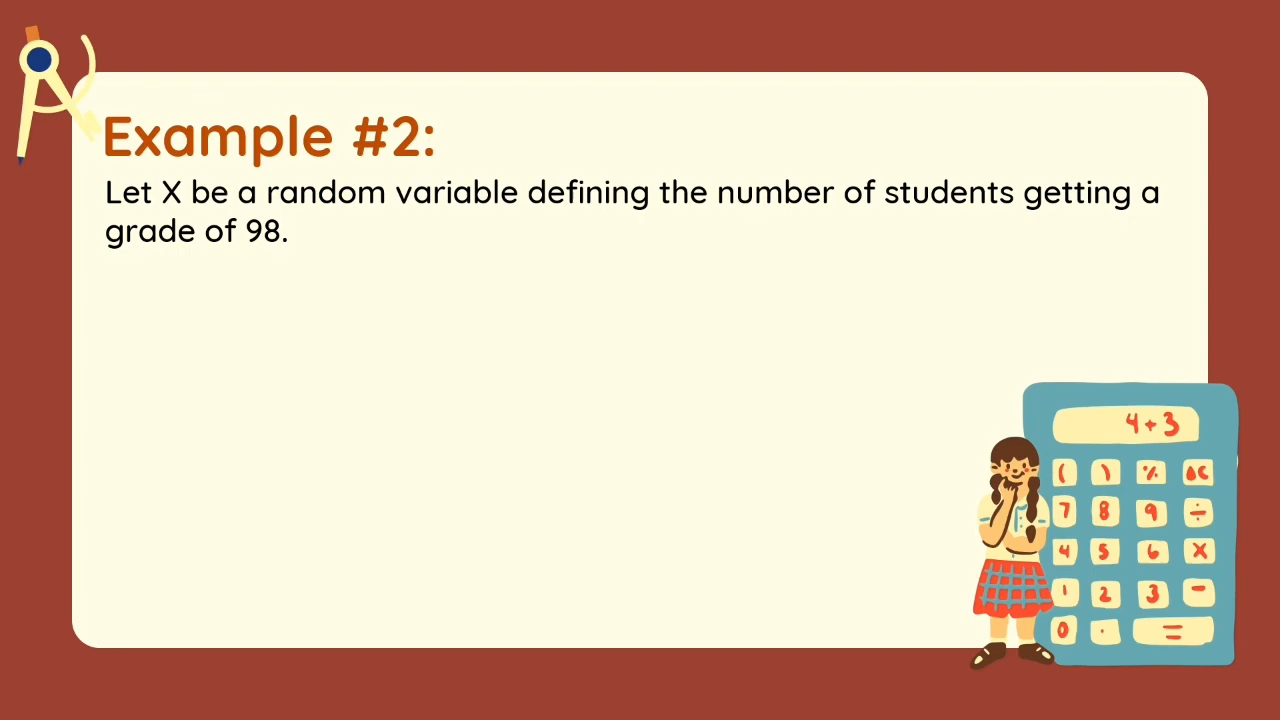 Example #2:
Let X be a random variable defining the number of students getting a
grade of 98.
4+3
( ) % AC
7 8 9 ÷
4 5 6 X
1 2 3 -
0 . =